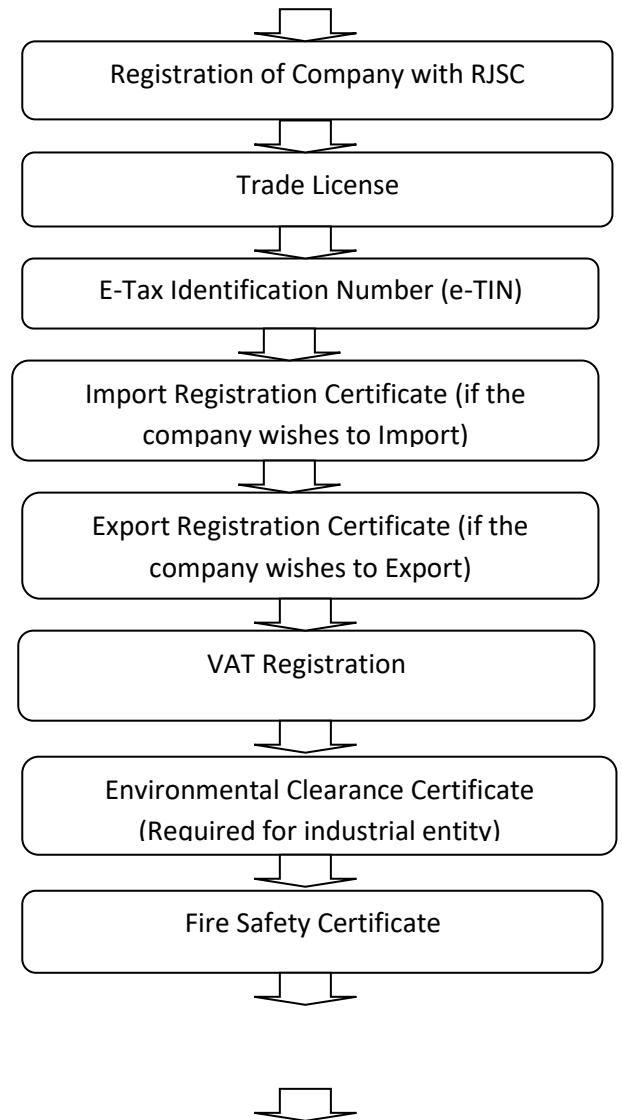 Registration of Company with RJSC
Trade License
E-Tax Identification Number (e-TIN)
Import Registration Certificate (if the
company wishes to Import)
Export Registration Certificate (if the
company wishes to Export)
VAT Registration
Environmental Clearance Certificate
(Required for industrial entity)
Fire Safety Certificate